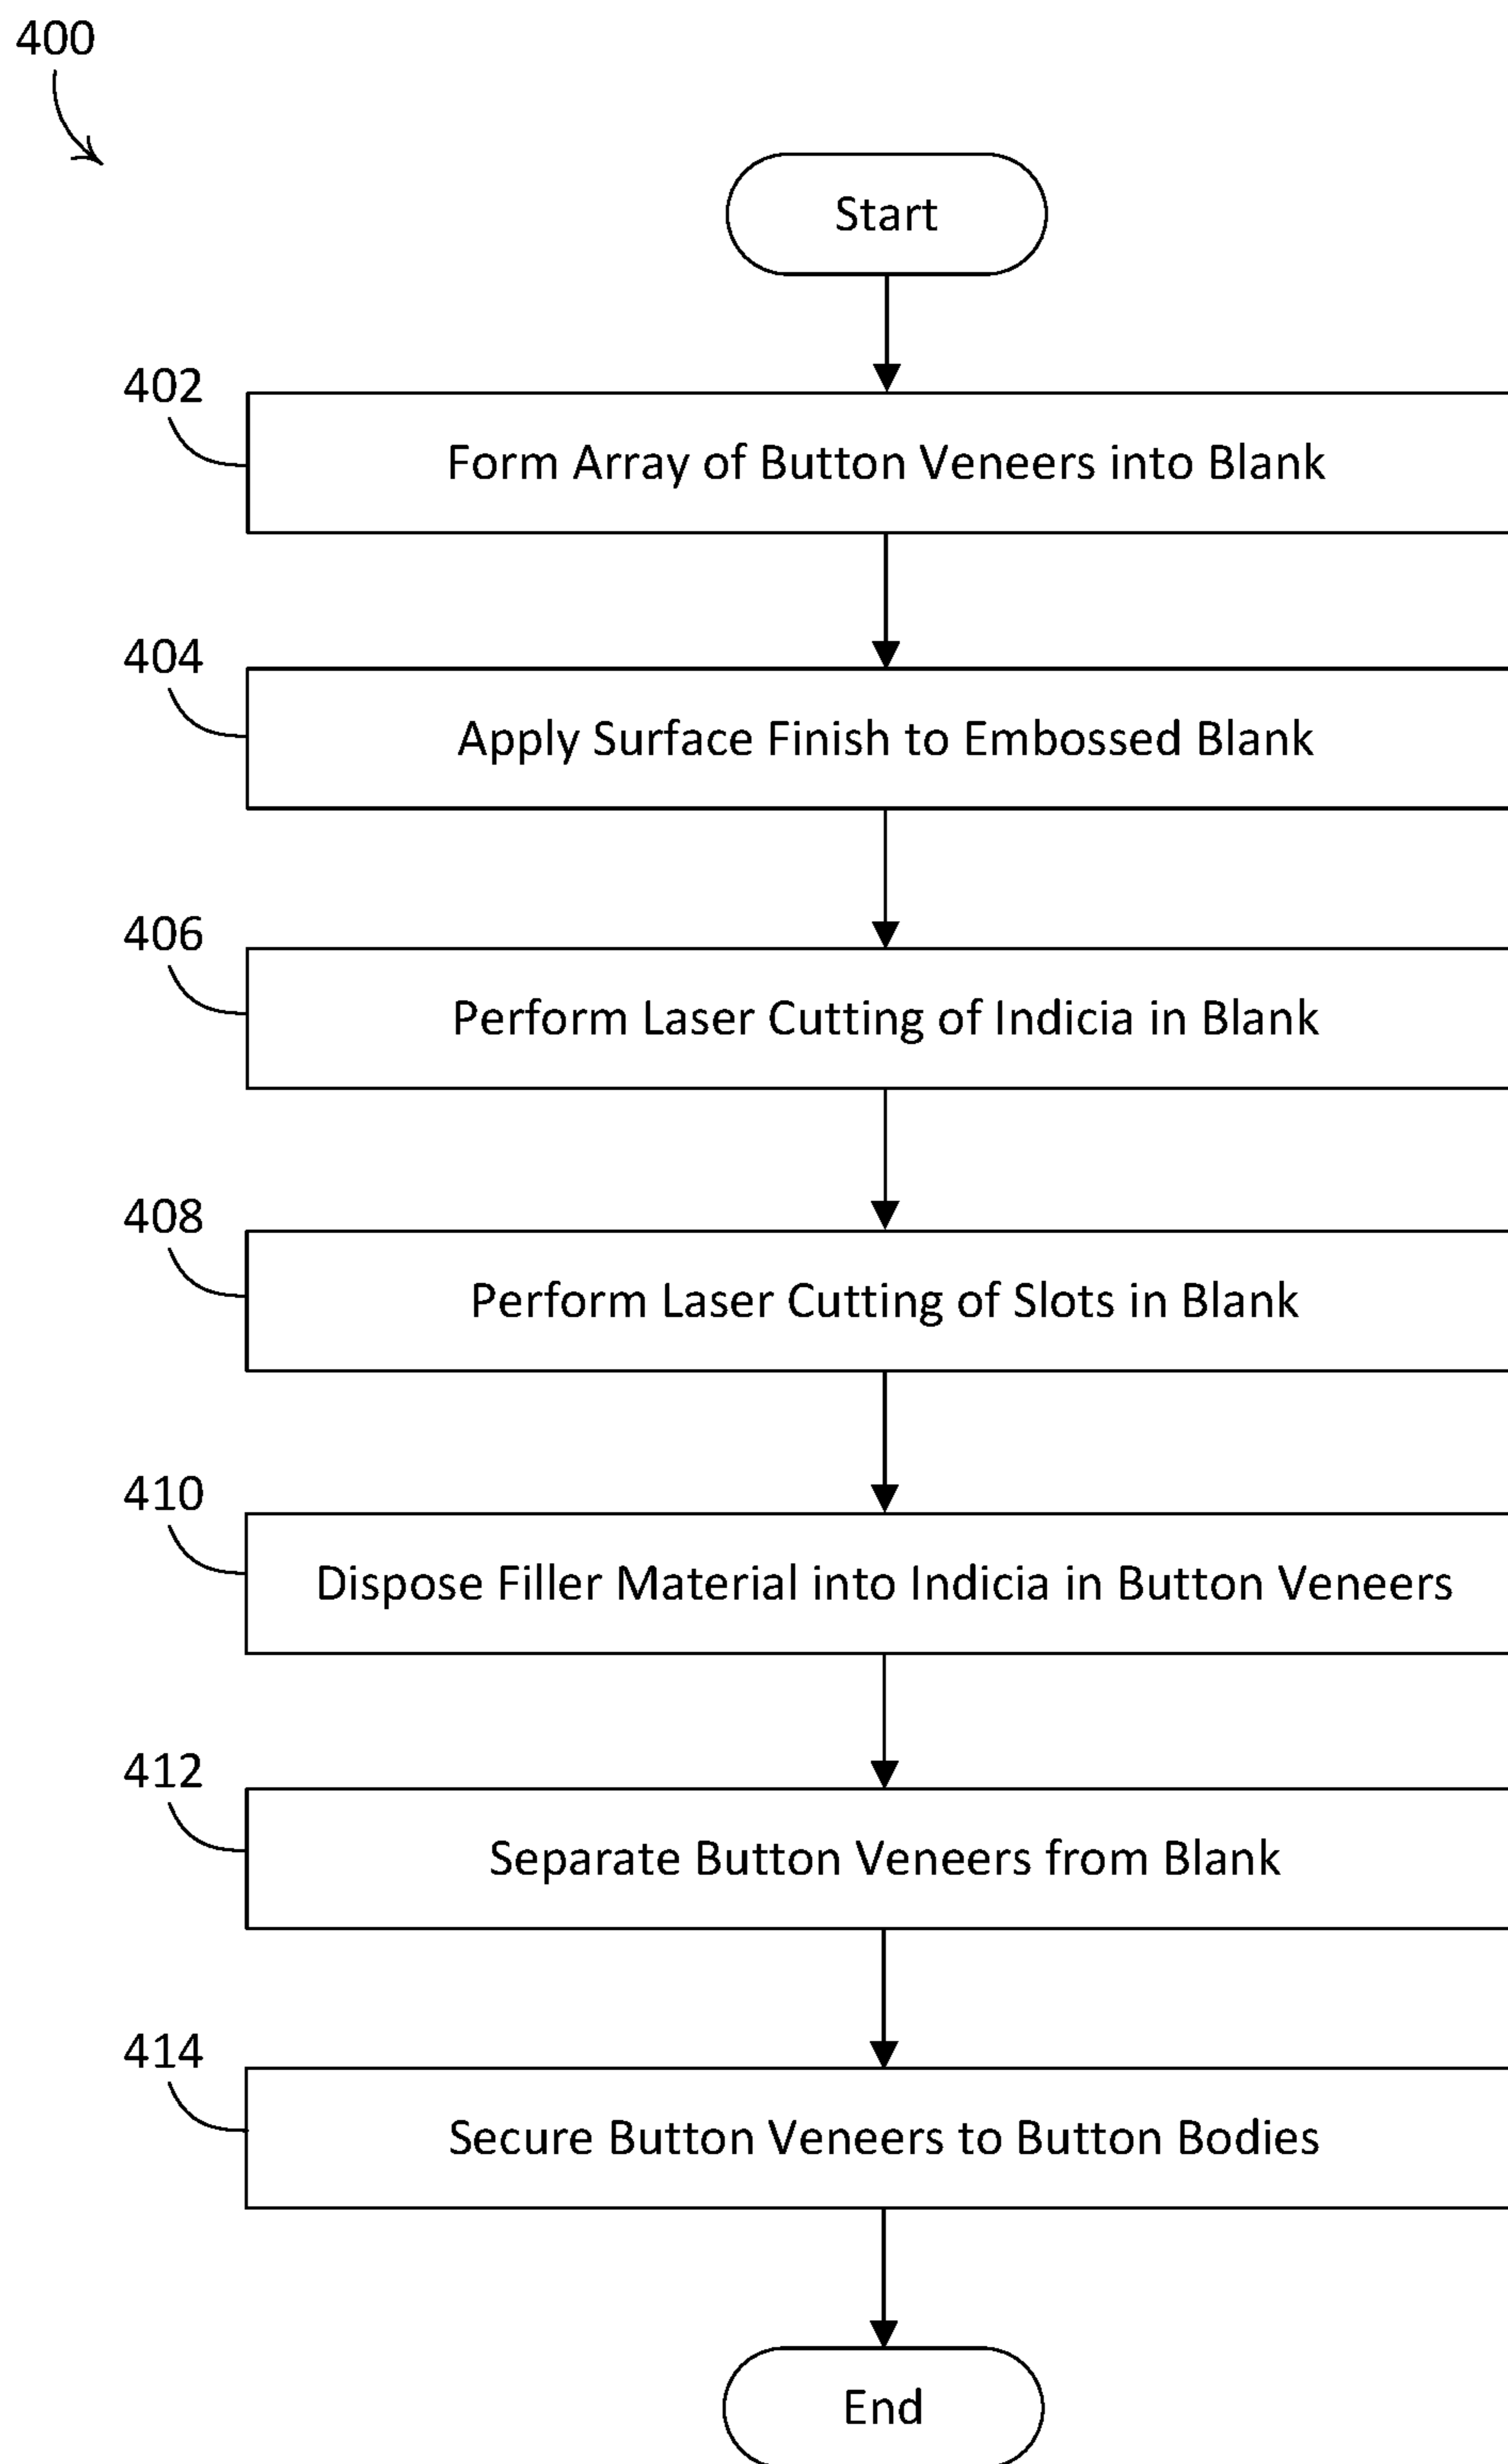 400
Start
402
Form Array of Button Veneers into Blank
404
Apply Surface Finish to Embossed Blank
406
Perform Laser Cutting of Indicia in Blank
408
Perform Laser Cutting of Slots in Blank
410
Dispose Filler Material into Indicia in Button Veneers
412
Separate Button Veneers from Blank
414
Secure Button Veneers to Button Bodies
End